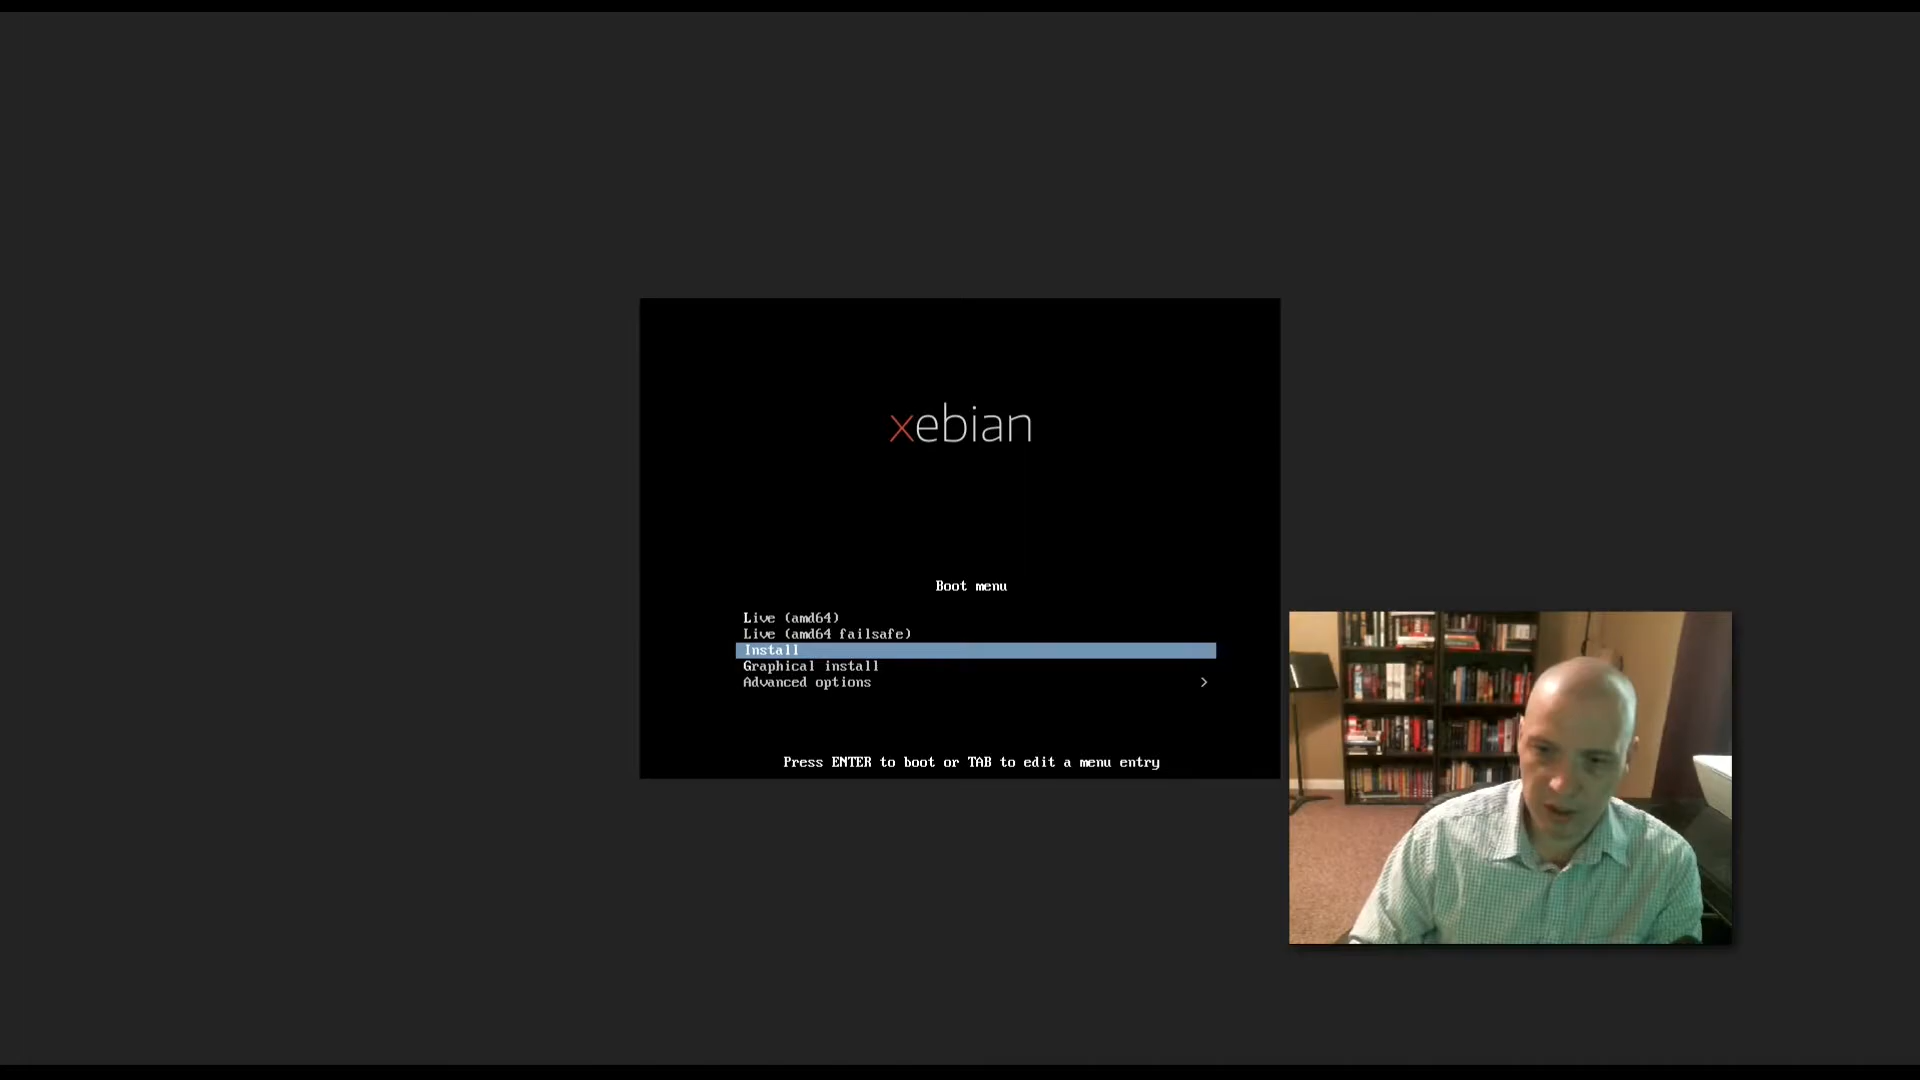 xebian
Boot menu
Live (amd64)
Live (amd64 failsafe)
Install
Graphical install
Advanced options >
Press ENTER to boot or TAB to edit a menu entry